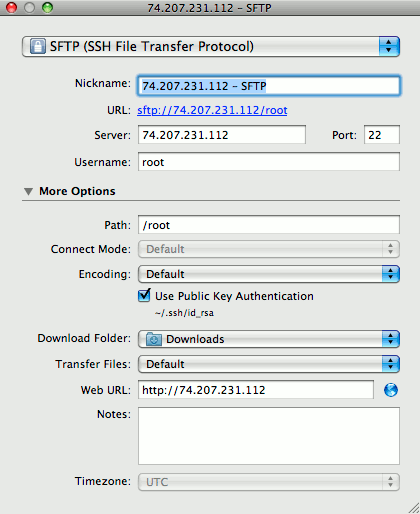 74.207.231.112 – SFTP
SFTP (SSH File Transfer Protocol)
Nickname: 74.207.231.112 – SFTP
URL: sftp://74.207.231.112/root
Server: 74.207.231.112 Port: 22
Username: root
More Options
Path: /root
Connect Mode: Default
Encoding: Default
Use Public Key Authentication
~/.ssh/id_rsa
Download Folder: Downloads
Transfer Files: Default
Web URL: http://74.207.231.112
Notes:
Timezone: UTC